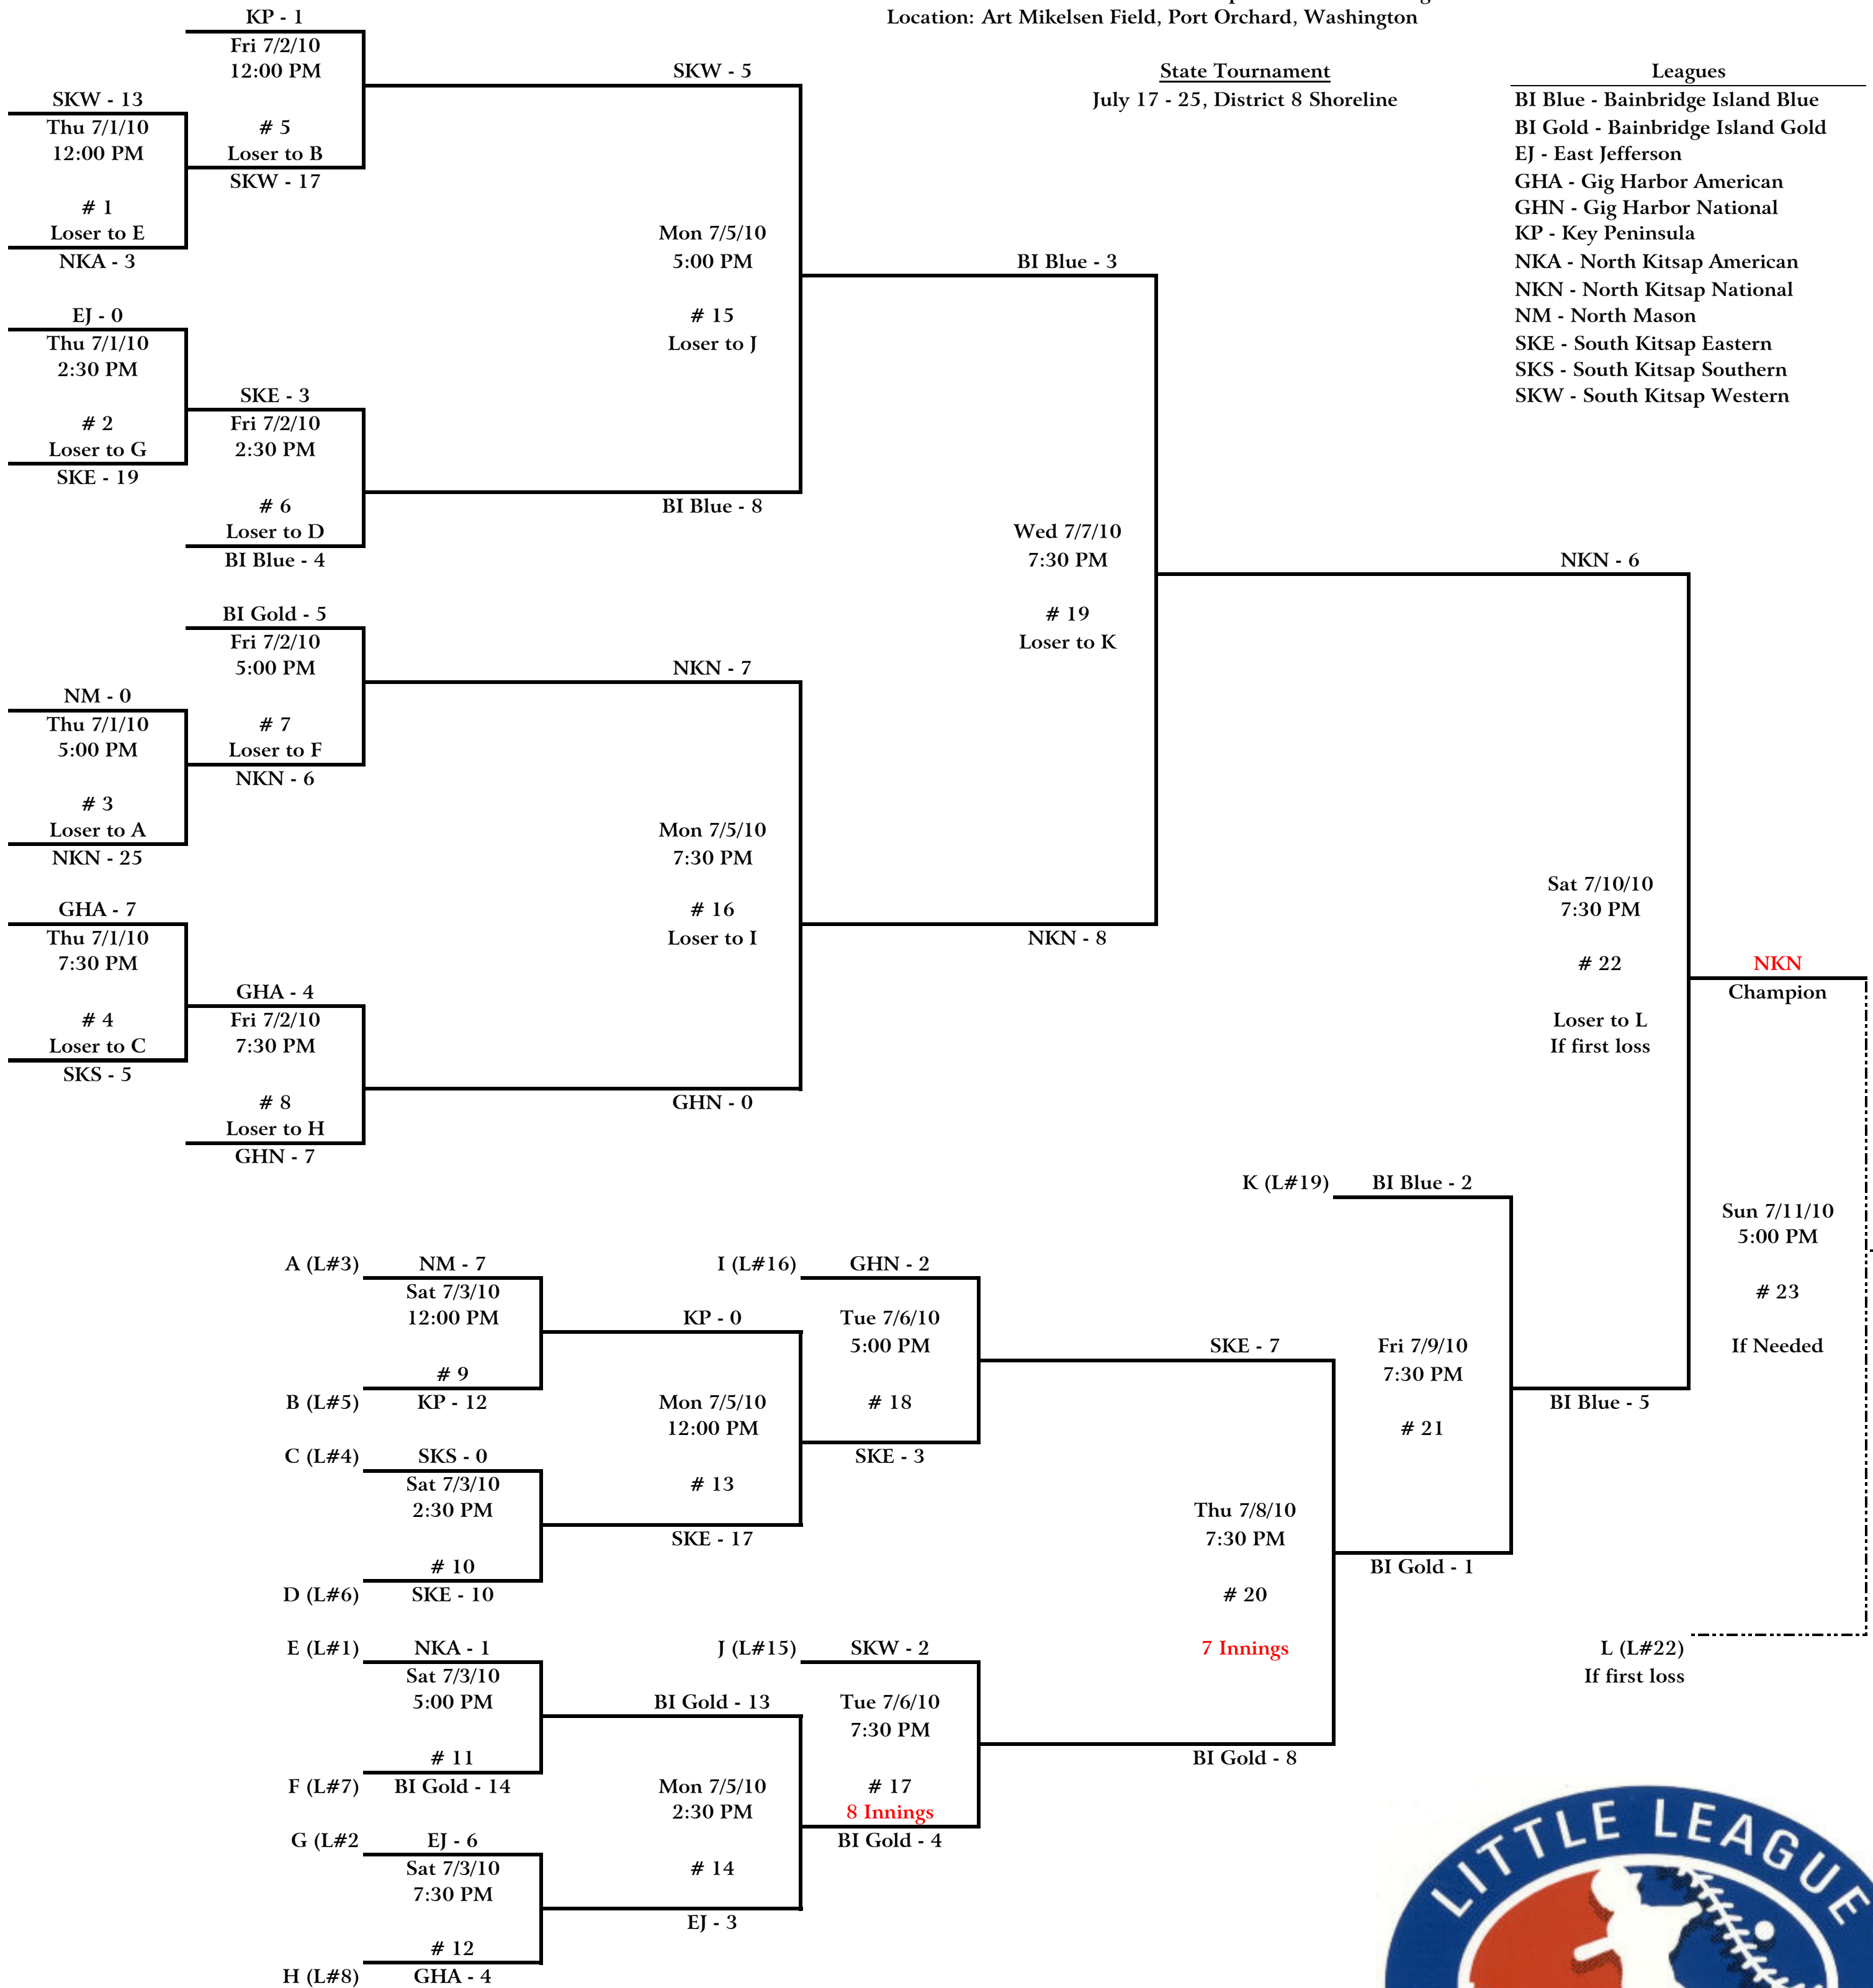 Location: Art Mikelsen Field, Port Orchard, Washington
State Tournament
July 17 - 25, District 8 Shoreline
Leagues
BI Blue - Bainbridge Island Blue
BI Gold - Bainbridge Island Gold
EJ - East Jefferson
GHA - Gig Harbor American
GHN - Gig Harbor National
KP - Key Peninsula
NKA - North Kitsap American
NKN - North Kitsap National
NM - North Mason
SKE - South Kitsap Eastern
SKS - South Kitsap Southern
SKW - South Kitsap Western
KP - 1
Fri 7/2/10
12:00 PM
# 5
Loser to B
SKW - 17
SKW - 13
Thu 7/1/10
12:00 PM
# 1
Loser to E
NKA - 3
EJ - 0
Thu 7/1/10
2:30 PM
# 2
Loser to G
SKE - 19
SKE - 3
Fri 7/2/10
2:30 PM
# 6
Loser to D
BI Blue - 4
SKW - 5
Mon 7/5/10
5:00 PM
# 15
Loser to J
BI Blue - 8
BI Gold - 5
Fri 7/2/10
5:00 PM
# 7
Loser to F
NKN - 6
NM - 0
Thu 7/1/10
5:00 PM
# 3
Loser to A
NKN - 25
GHA - 7
Thu 7/1/10
7:30 PM
# 4
Loser to C
SKS - 5
GHA - 4
Fri 7/2/10
7:30 PM
# 8
Loser to H
GHN - 7
NKN - 7
Mon 7/5/10
7:30 PM
# 16
Loser to I
GHN - 0
BI Blue - 3
Wed 7/7/10
7:30 PM
# 19
Loser to K
NKN - 8
NKN - 6
Sat 7/10/10
7:30 PM
# 22
Loser to L
If first loss
BI Blue - 5
NKN
Champion
Sun 7/11/10
5:00 PM
# 23
If Needed
L (L#22)
If first loss
A (L#3)
NM - 7
Sat 7/3/10
12:00 PM
# 9
B (L#5)
KP - 12
C (L#4)
SKS - 0
Sat 7/3/10
2:30 PM
# 10
D (L#6)
SKE - 10
E (L#1)
NKA - 1
Sat 7/3/10
5:00 PM
# 11
F (L#7)
BI Gold - 14
G (L#2
EJ - 6
Sat 7/3/10
7:30 PM
# 12
H (L#8)
GHA - 4
KP - 0
Mon 7/5/10
12:00 PM
# 13
SKE - 17
BI Gold - 13
Mon 7/5/10
2:30 PM
# 14
EJ - 3
I (L#16)
GHN - 2
Tue 7/6/10
5:00 PM
# 18
SKE - 3
J (L#15)
SKW - 2
Tue 7/6/10
7:30 PM
# 17
8 Innings
BI Gold - 4
SKE - 7
Thu 7/8/10
7:30 PM
# 20
7 Innings
BI Gold - 8
K (L#19)
BI Blue - 2
Fri 7/9/10
7:30 PM
# 21
BI Gold - 1
LITTLE LEAGUE